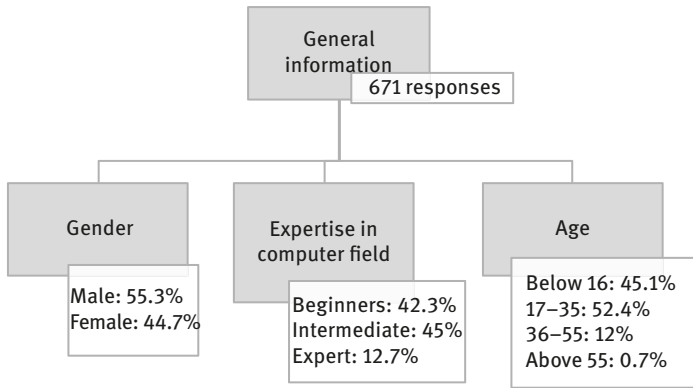 General
information
671 responses
Gender
Male: 55.3%
Female: 44.7%
Expertise in
computer field
Beginners: 42.3%
Intermediate: 45%
Expert: 12.7%
Age
Below 16: 45.1%
17–35: 52.4%
36–55: 12%
Above 55: 0.7%